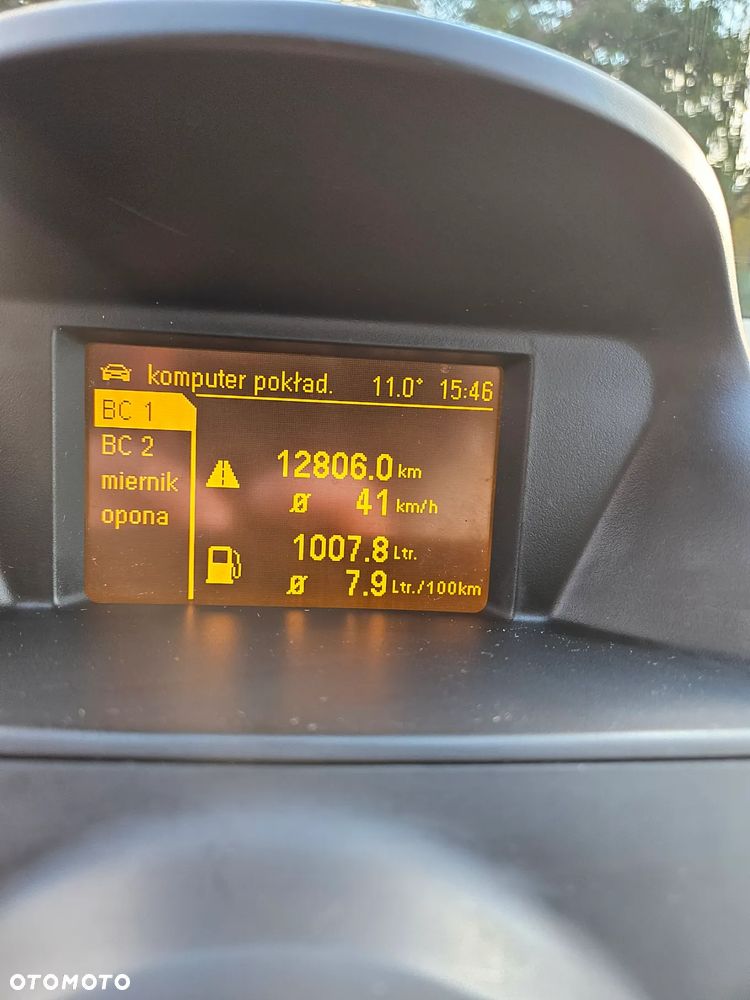 komputer pokład. 11.0° 15:46
BC 1
BC 2
miernik
opona
12806.0 km
Ø 41 km/h
1007.8 Ltr.
Ø 7.9 Ltr./100km
OTOMOTO